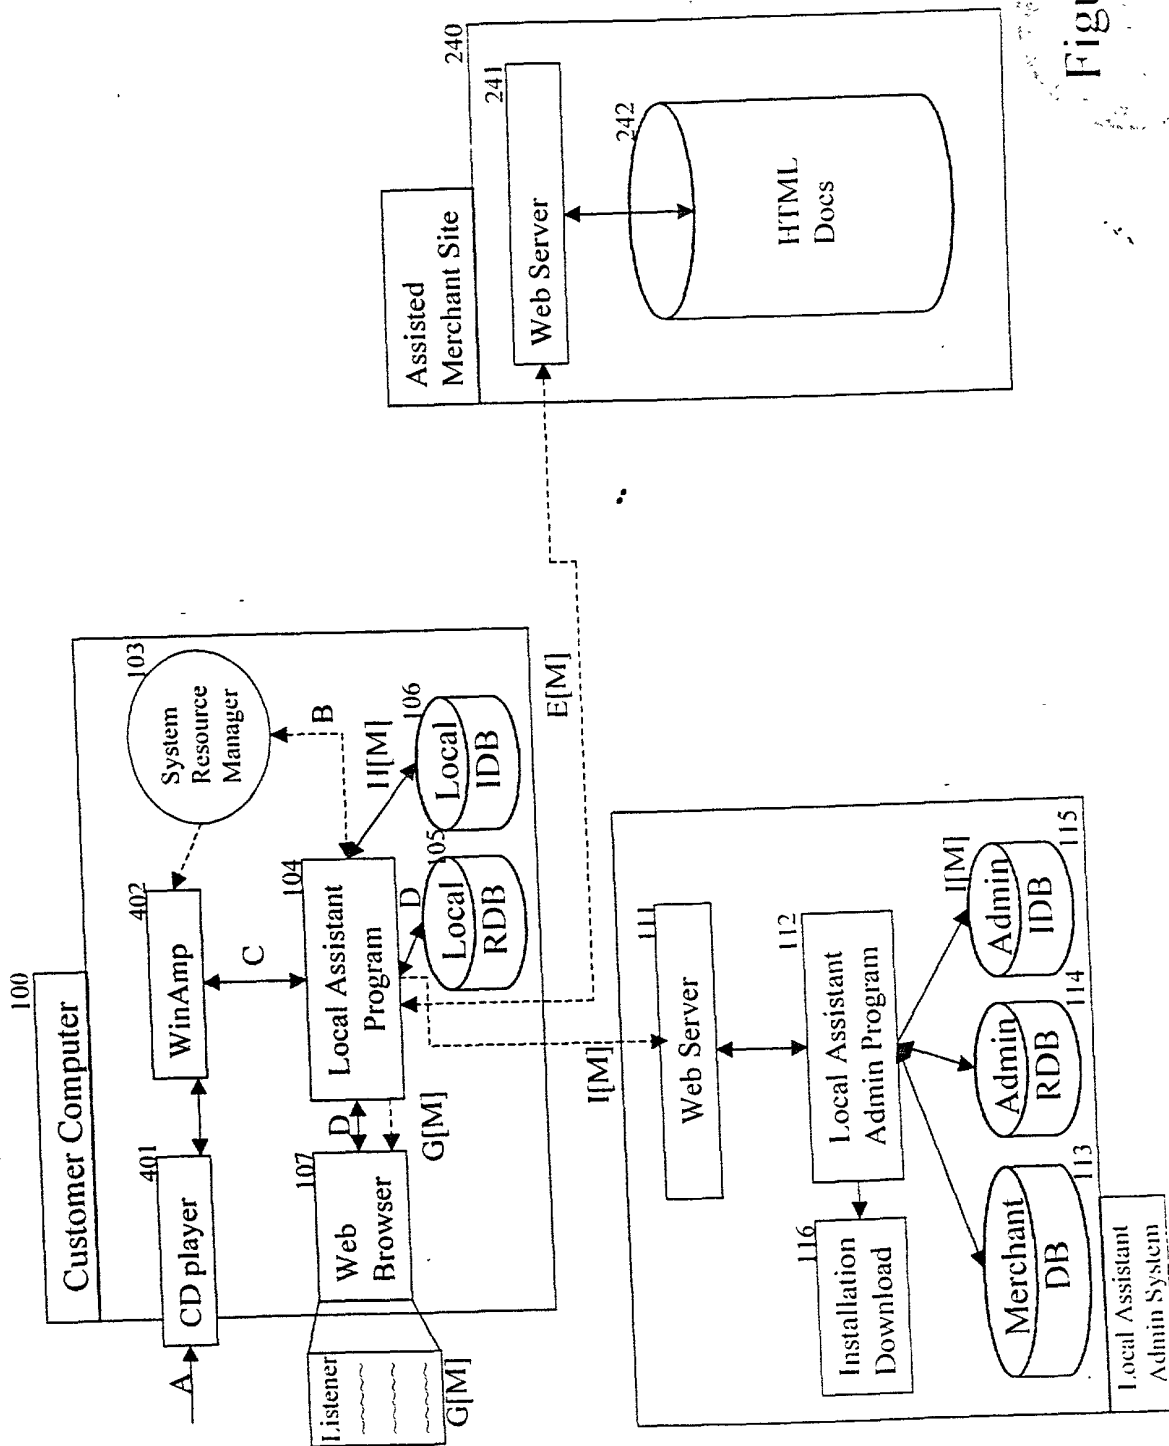 Customer Computer
100
A
CD player
401
WinAmp
402
System
Resource
Manager
103
C
B
Listener
G[M]
Web
Browser
107
D
G[M]
Local Assistant
Program
104
D
H[M]
Local
RDB
105
Local
IDB
106
E[M]
I[M]
Assisted
Merchant Site
240
Web Server
241
HTML
Docs
242
Web Server
111
Local Assistant
Admin Program
112
Installation
Download
116
I[M]
Merchant
DB
113
Admin
RDB
114
Admin
IDB
115
Local Assistant
Admin System